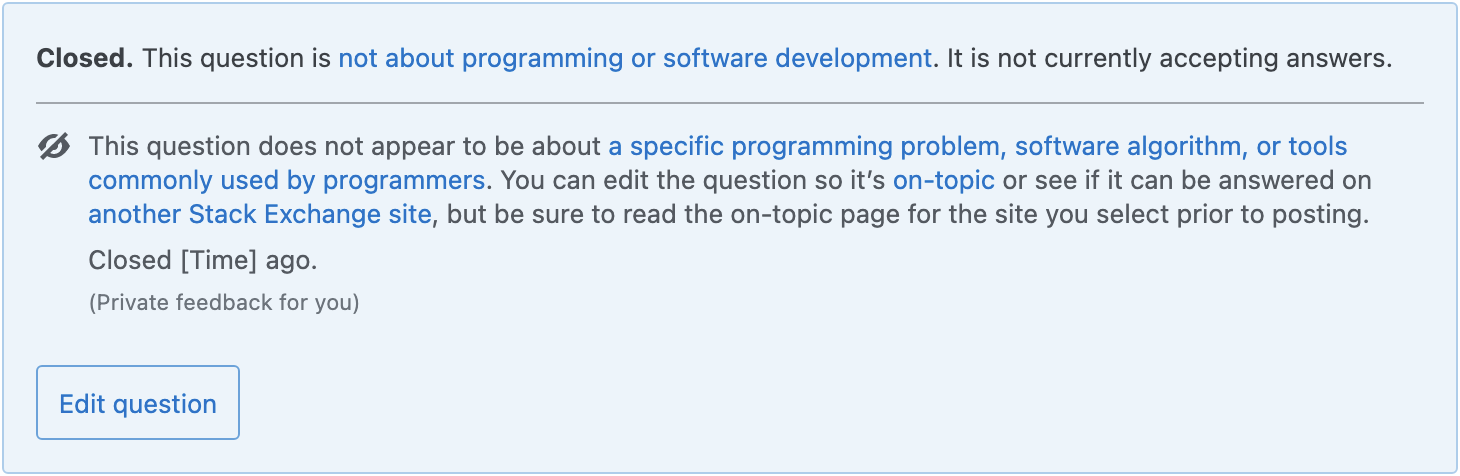 Closed. This question is not about programming or software development. It is not currently accepting answers.
This question does not appear to be about a specific programming problem, software algorithm, or tools
commonly used by programmers. You can edit the question so it’s on-topic or see if it can be answered on
another Stack Exchange site, but be sure to read the on-topic page for the site you select prior to posting.
Closed [Time] ago.
(Private feedback for you)
Edit question